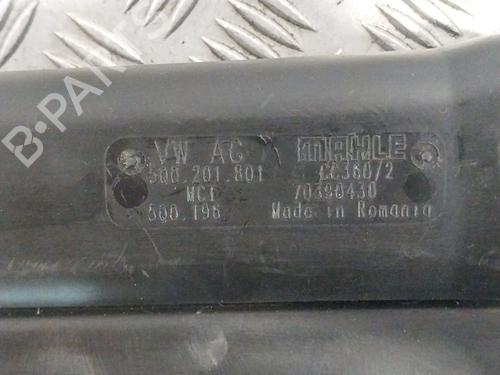 B-PARTS
VW AG MAHLE
5Q0.201.801 CC360/2
MC1 70390430
5Q0.198 Made in Romania